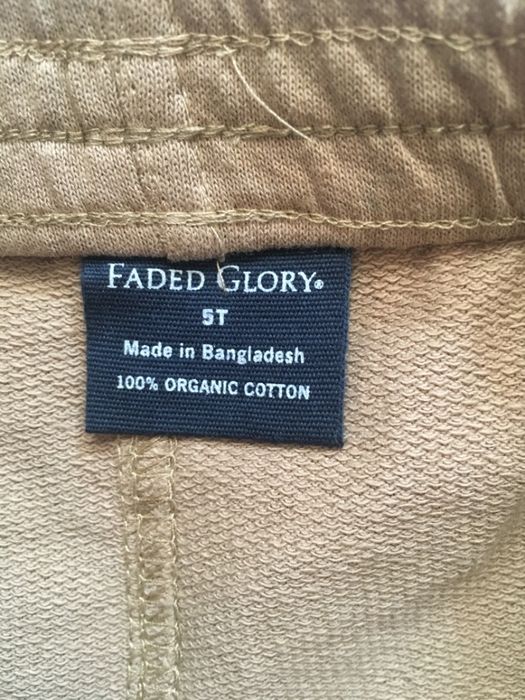 FADED GLORY®
5T
Made in Bangladesh
100% ORGANIC COTTON